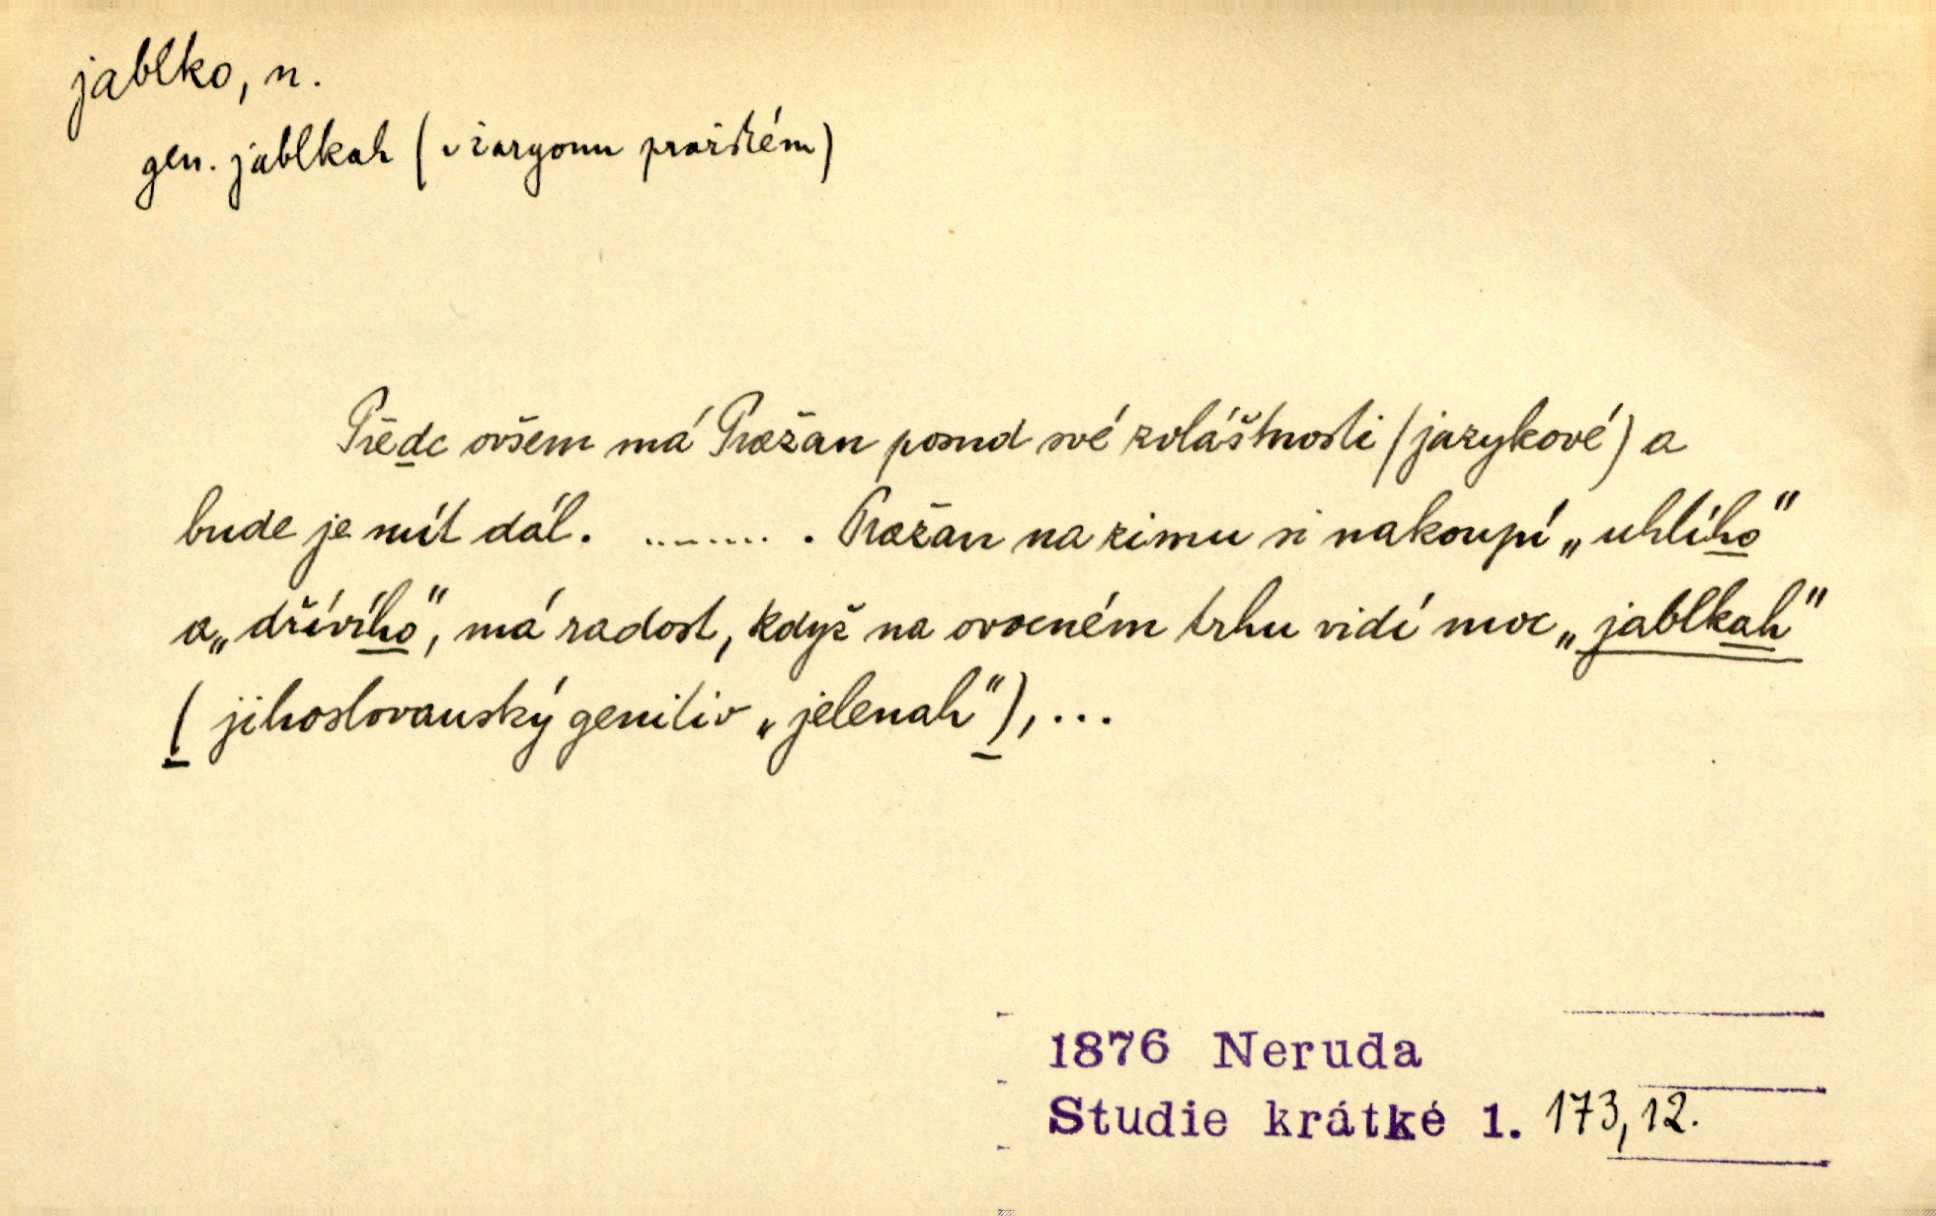 jablko, n.
gen. jablkah (v žargonu pražském)
Předc ovšem má Pražan posud své zvláštnosti (jazykové) a
bude je mít dál. ........ . Pražan na zimu si nakoupí „uhlího“
a „dřívího“, má radost, když na ovocném trhu vidí moc „jablkah“
(jihoslovanský genitiv „jelenah“), ...
1876 Neruda
Studie krátké 1. 173,12.